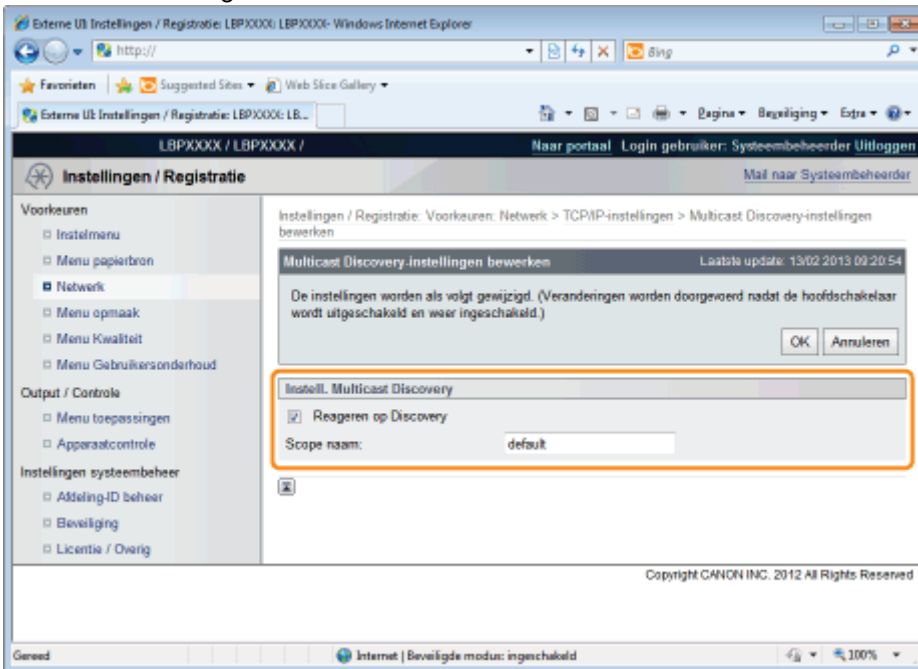 Externe UI: Instellingen / Registratie: LBPXXXX: LBPXXXX- Windows Internet Explorer
http://
Bing
Favorieten Suggested Sites Web Slice Gallery
Externe UI: Instellingen / Registratie: LBPXXXX: LB...
Pagina Beveiliging Extra
LBPXXXX / LBPXXXX / Naar portaal Login gebruiker: Systeembeheerder Uitloggen
Instellingen / Registratie Mail naar Systeembeheerder
Voorkeuren
Instelmenu
Menu papierbron
Netwerk
Menu opmaak
Menu Kwaliteit
Menu Gebruikersonderhoud
Output / Controle
Menu toepassingen
Apparaatcontrole
Instellingen systeembeheer
Afdeling-ID beheer
Beveiliging
Licentie / Overig
Instellingen / Registratie: Voorkeuren: Netwerk > TCP/IP-instellingen > Multicast Discovery-instellingen
bewerken
Multicast Discovery-instellingen bewerken Laatste update: 13/02 2013 09:20:54
De instellingen worden als volgt gewijzigd. (Veranderingen worden doorgevoerd nadat de hoofdschakelaar
wordt uitgeschakeld en weer ingeschakeld.)
OK Annuleren
Instell. Multicast Discovery
Reageren op Discovery
Scope naam: default
Copyright CANON INC. 2012 All Rights Reserved
Gereed Internet | Beveiligde modus: ingeschakeld 100%